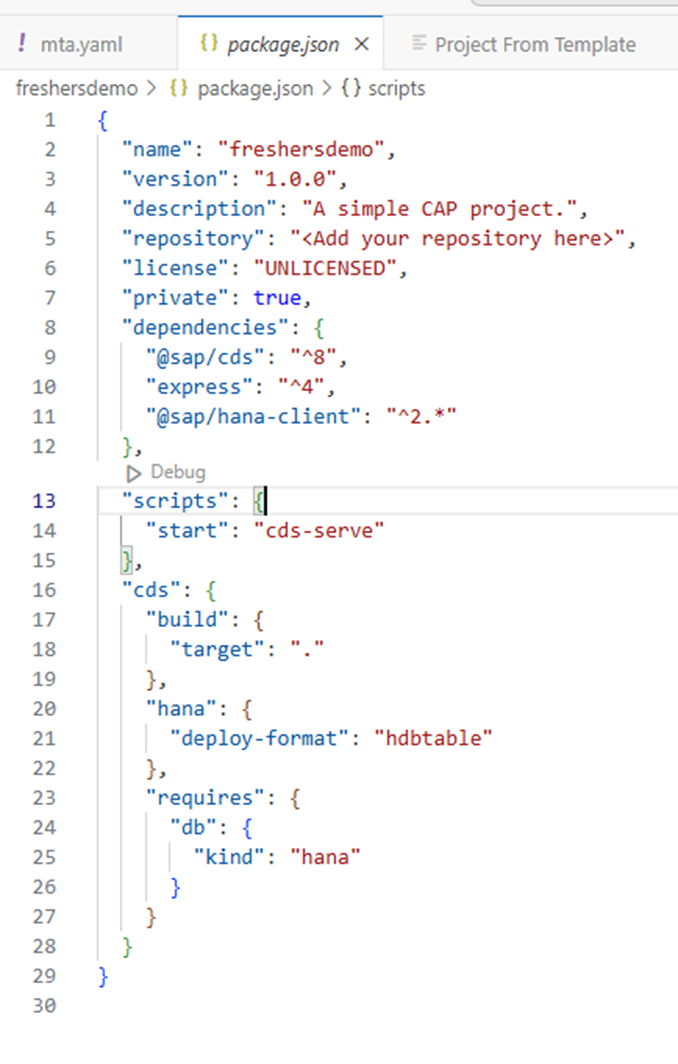 ! mta.yaml {} package.json × Project From Template
freshersdemo > {} package.json > {} scripts
1 {
2 "name": "freshersdemo",
3 "version": "1.0.0",
4 "description": "A simple CAP project.",
5 "repository": "<Add your repository here>",
6 "license": "UNLICENSED",
7 "private": true,
8 "dependencies": {
9 "@sap/cds": "^8",
10 "express": "^4",
11 "@sap/hana-client": "^2.*"
12 },
Debug
13 "scripts": {
14 "start": "cds-serve"
15 },
16 "cds": {
17 "build": {
18 "target": "."
19 },
20 "hana": {
21 "deploy-format": "hdbtable"
22 },
23 "requires": {
24 "db": {
25 "kind": "hana"
26 }
27 }
28 }
29 }
30